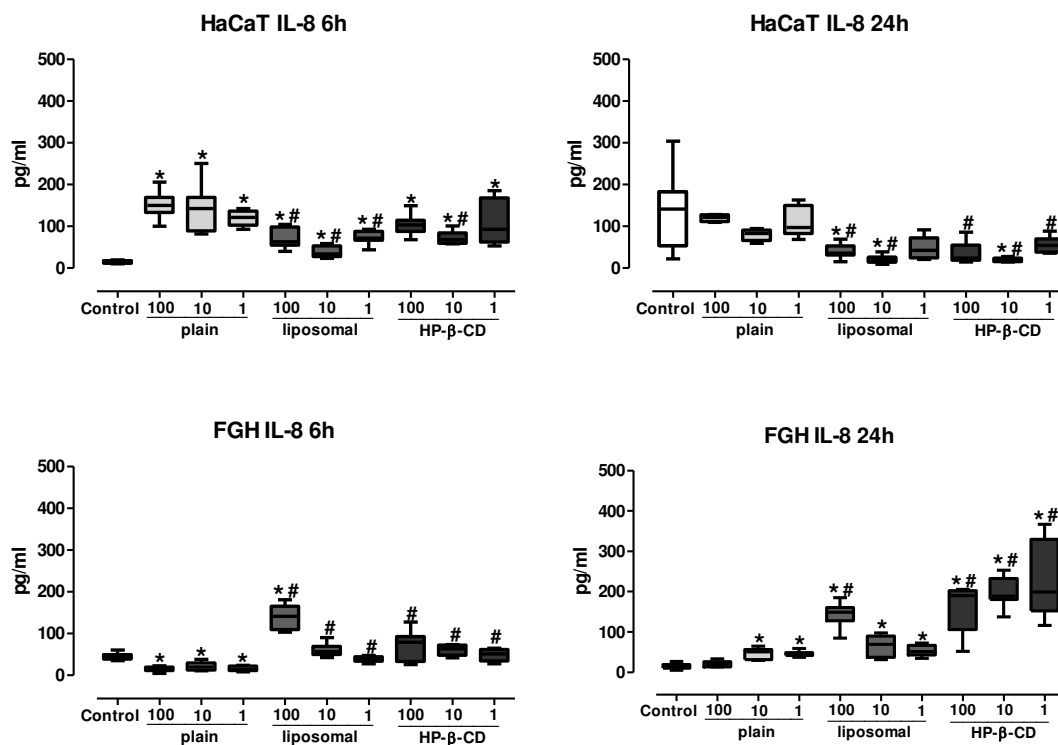 HaCaT IL-8 6h
500
400
300
200
100
0
pg/ml
* * * * # * # * # * * # *
Control 100 10 1 100 10 1 100 10 1
plain liposomal HP-β-CD
HaCaT IL-8 24h
500
400
300
200
100
0
pg/ml
* # * # # * # #
Control 100 10 1 100 10 1 100 10 1
plain liposomal HP-β-CD
FGH IL-8 6h
500
400
300
200
100
0
pg/ml
* * * * # # # # # #
Control 100 10 1 100 10 1 100 10 1
plain liposomal HP-β-CD
FGH IL-8 24h
500
400
300
200
100
0
pg/ml
* * * # * * * # * # * #
Control 100 10 1 100 10 1 100 10 1
plain liposomal HP-β-CD